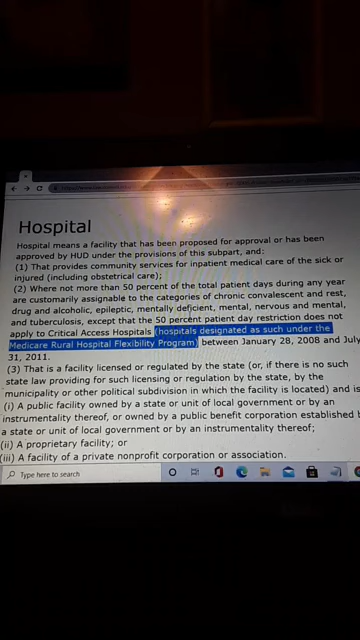 Hospital
Hospital means a facility that has been proposed for approval or has been
approved by HUD under the provisions of this subpart, and:
(1) That provides community services for inpatient medical care of the sick or
injured (including obstetrical care);
(2) Where not more than 50 percent of the total patient days during any year
are customarily assignable to the categories of chronic convalescent and rest,
drug and alcoholic, epileptic, mentally deficient, mental, nervous and mental,
and tuberculosis, except that the 50 percent patient day restriction does not
apply to Critical Access Hospitals (hospitals designated as such under the
Medicare Rural Hospital Flexibility Program) between January 28, 2008 and July
31, 2011.
(3) That is a facility licensed or regulated by the state (or, if there is no such
state law providing for such licensing or regulation by the state, by the
municipality or other political subdivision in which the facility is located) and is
(i) A public facility owned by a state or unit of local government or by an
instrumentality thereof, or owned by a public benefit corporation established b
a state or unit of local government or by an instrumentality thereof;
(ii) A proprietary facility; or
(iii) A facility of a private nonprofit corporation or association.
Type here to search